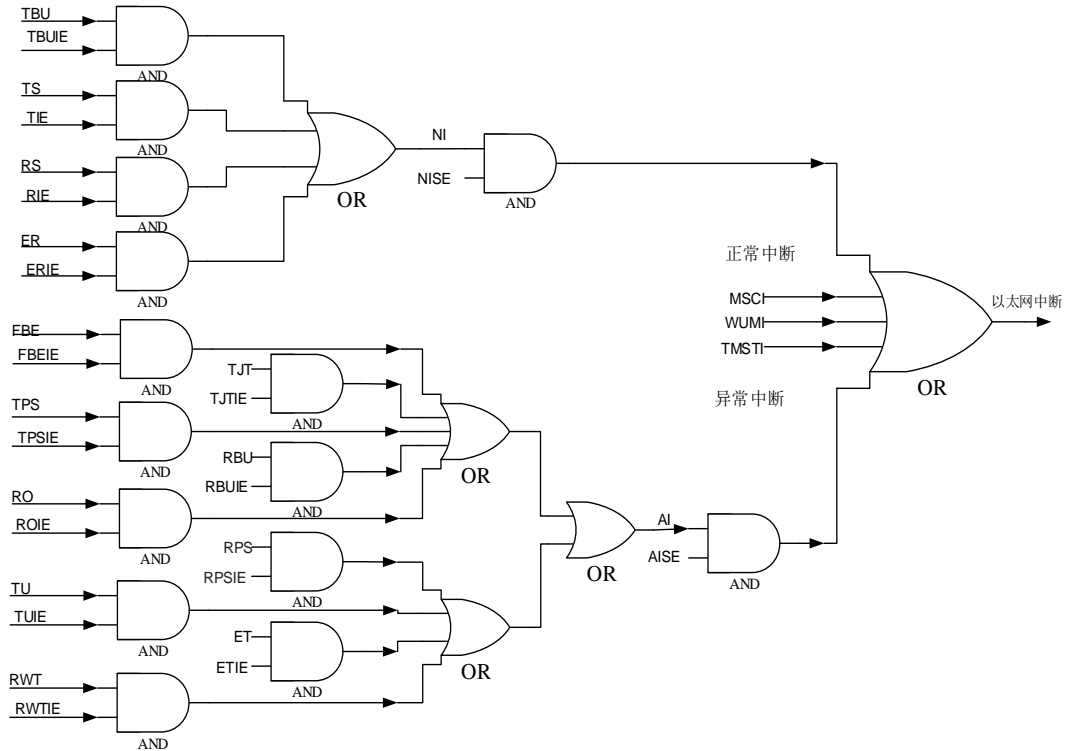 TBU
TBUIE
AND
TS
TIE
AND
RS
RIE
AND
ER
ERIE
AND
OR
NI
NISE
AND
正常中断
MSCI
WUMI
TMSTI
异常中断
OR
以太网中断
FBE
FBEIE
AND
TJT
TJTIE
AND
TPS
TPSIE
AND
RBU
RBUIE
AND
RO
ROIE
AND
OR
RPS
RPSIE
AND
TU
TUIE
AND
ET
ETIE
AND
RWT
RWTIE
AND
OR
OR
AI
AISE
AND